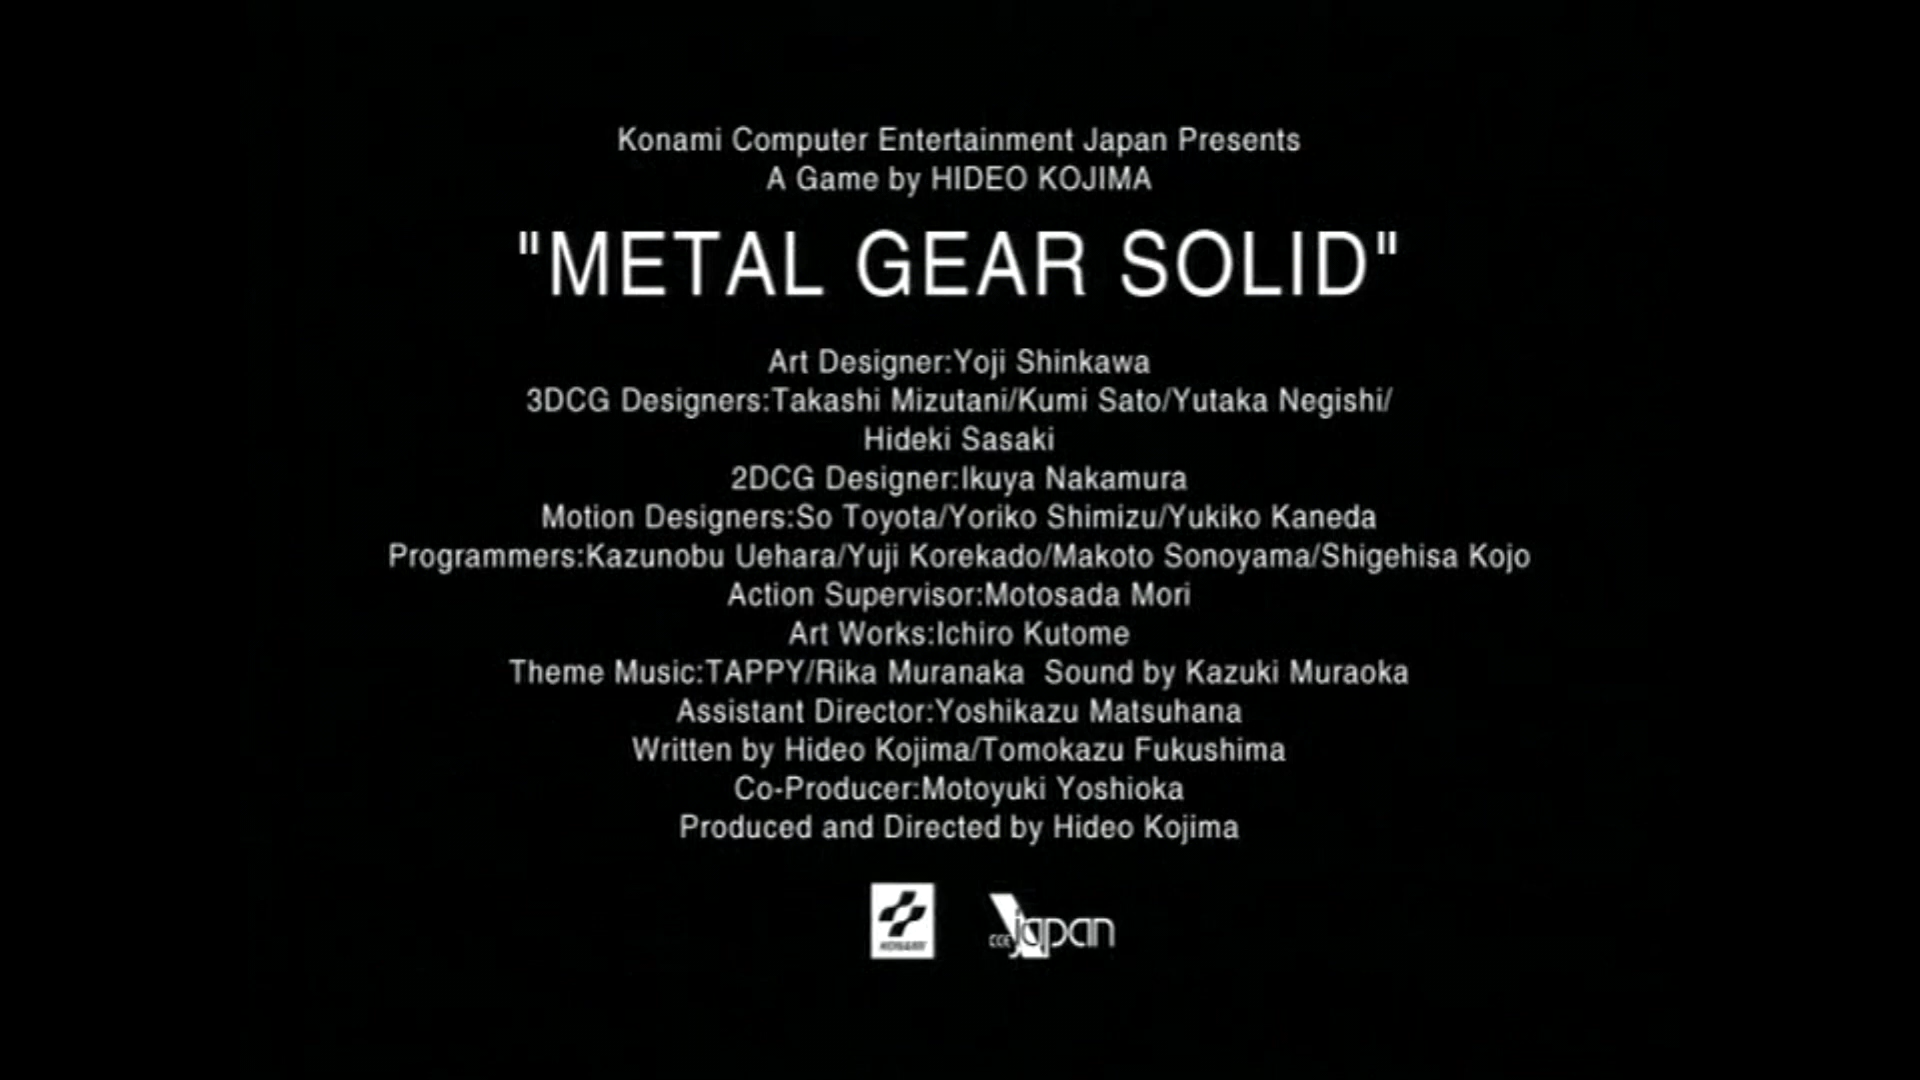 Konami Computer Entertainment Japan Presents
A Game by HIDEO KOJIMA
"METAL GEAR SOLID"
Art Designer:Yoji Shinkawa
3DCG Designers:Takashi Mizutani/Kumi Sato/Yutaka Negishi/
Hideki Sasaki
2DCG Designer:Ikuya Nakamura
Motion Designers:So Toyota/Yoriko Shimizu/Yukiko Kaneda
Programmers:Kazunobu Uehara/Yuji Korekado/Makoto Sonoyama/Shigehisa Kojo
Action Supervisor:Motosada Mori
Art Works:Ichiro Kutome
Theme Music:TAPPY/Rika Muranaka  Sound by Kazuki Muraoka
Assistant Director:Yoshikazu Matsuhana
Written by Hideo Kojima/Tomokazu Fukushima
Co-Producer:Motoyuki Yoshioka
Produced and Directed by Hideo Kojima
KONAMI
japan